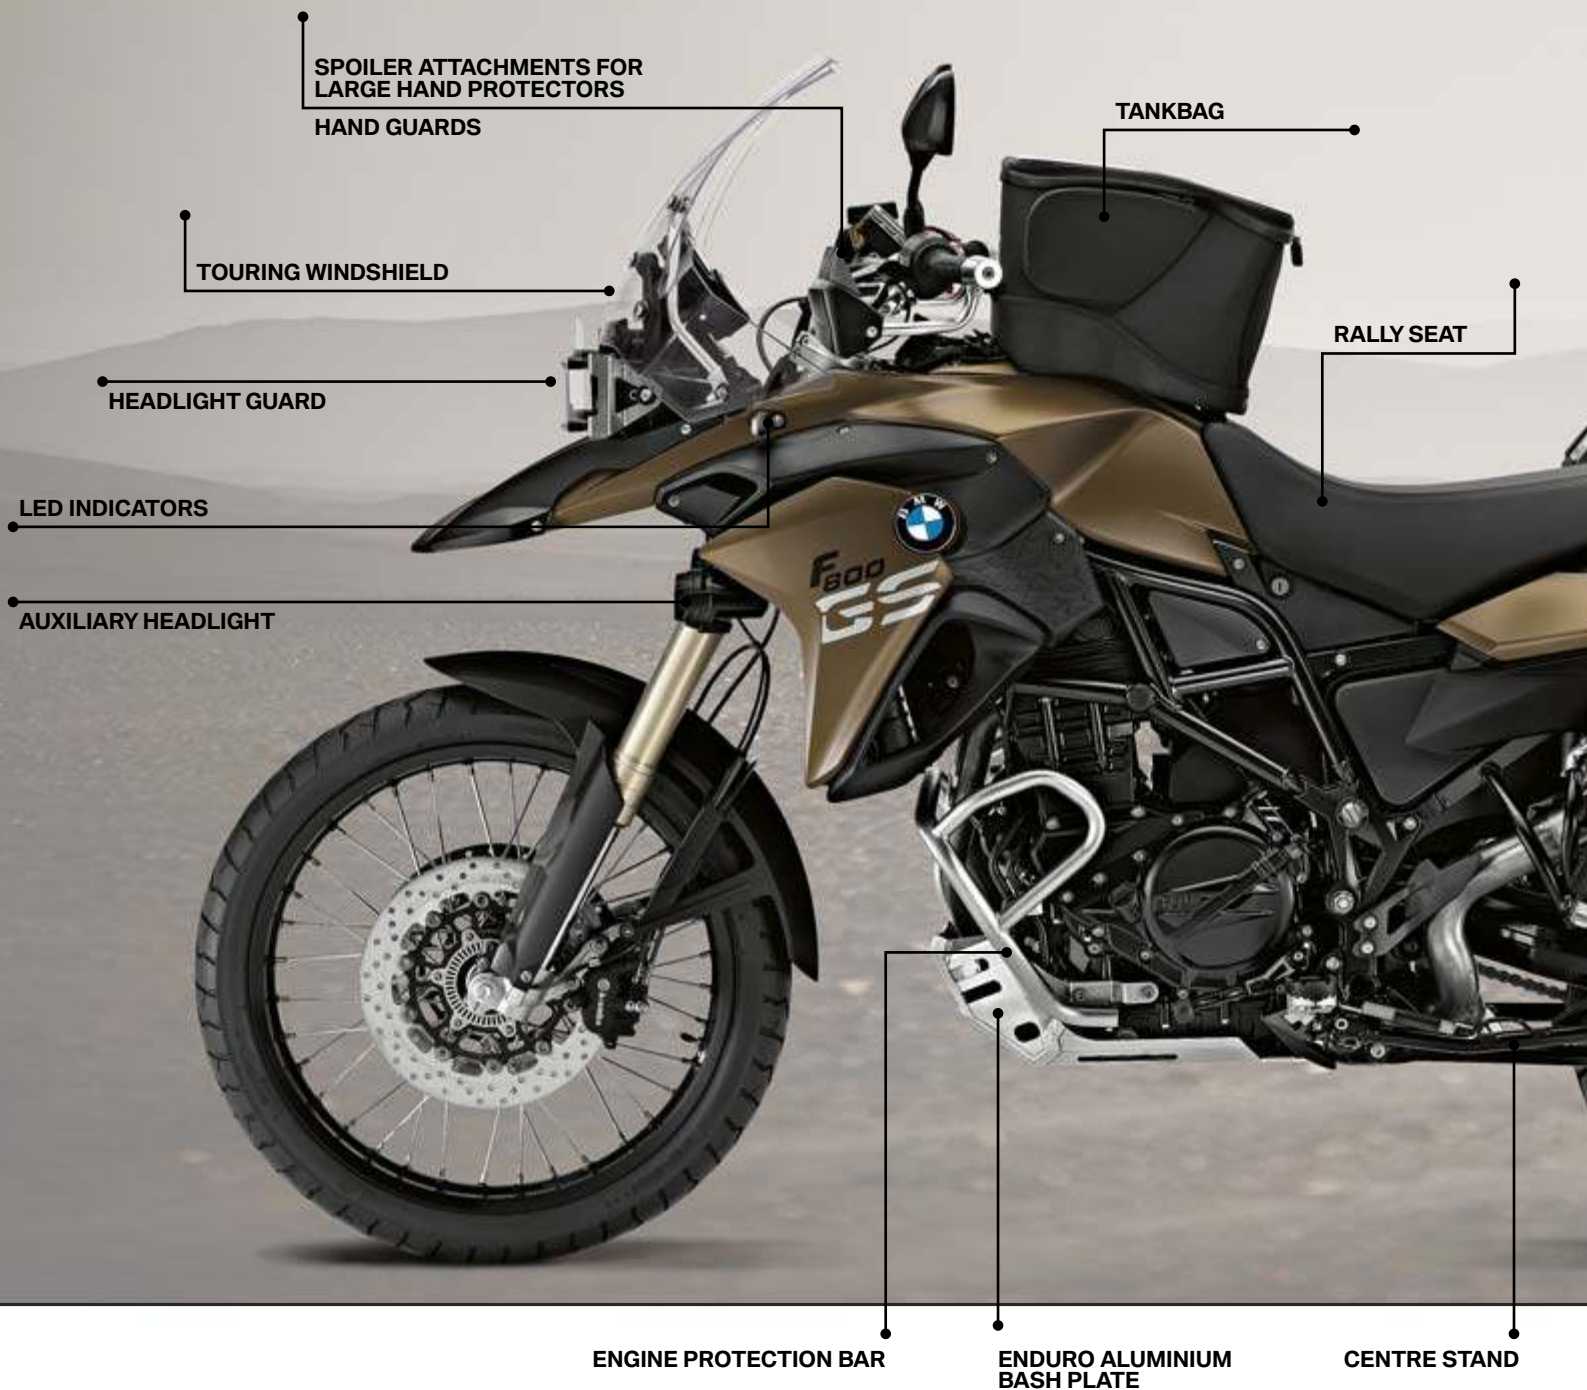 SPOILER ATTACHMENTS FOR
LARGE HAND PROTECTORS
HAND GUARDS
TANKBAG
TOURING WINDSHIELD
RALLY SEAT
HEADLIGHT GUARD
LED INDICATORS
AUXILIARY HEADLIGHT
BMW
F800
GS
ENGINE PROTECTION BAR
ENDURO ALUMINIUM
BASH PLATE
CENTRE STAND